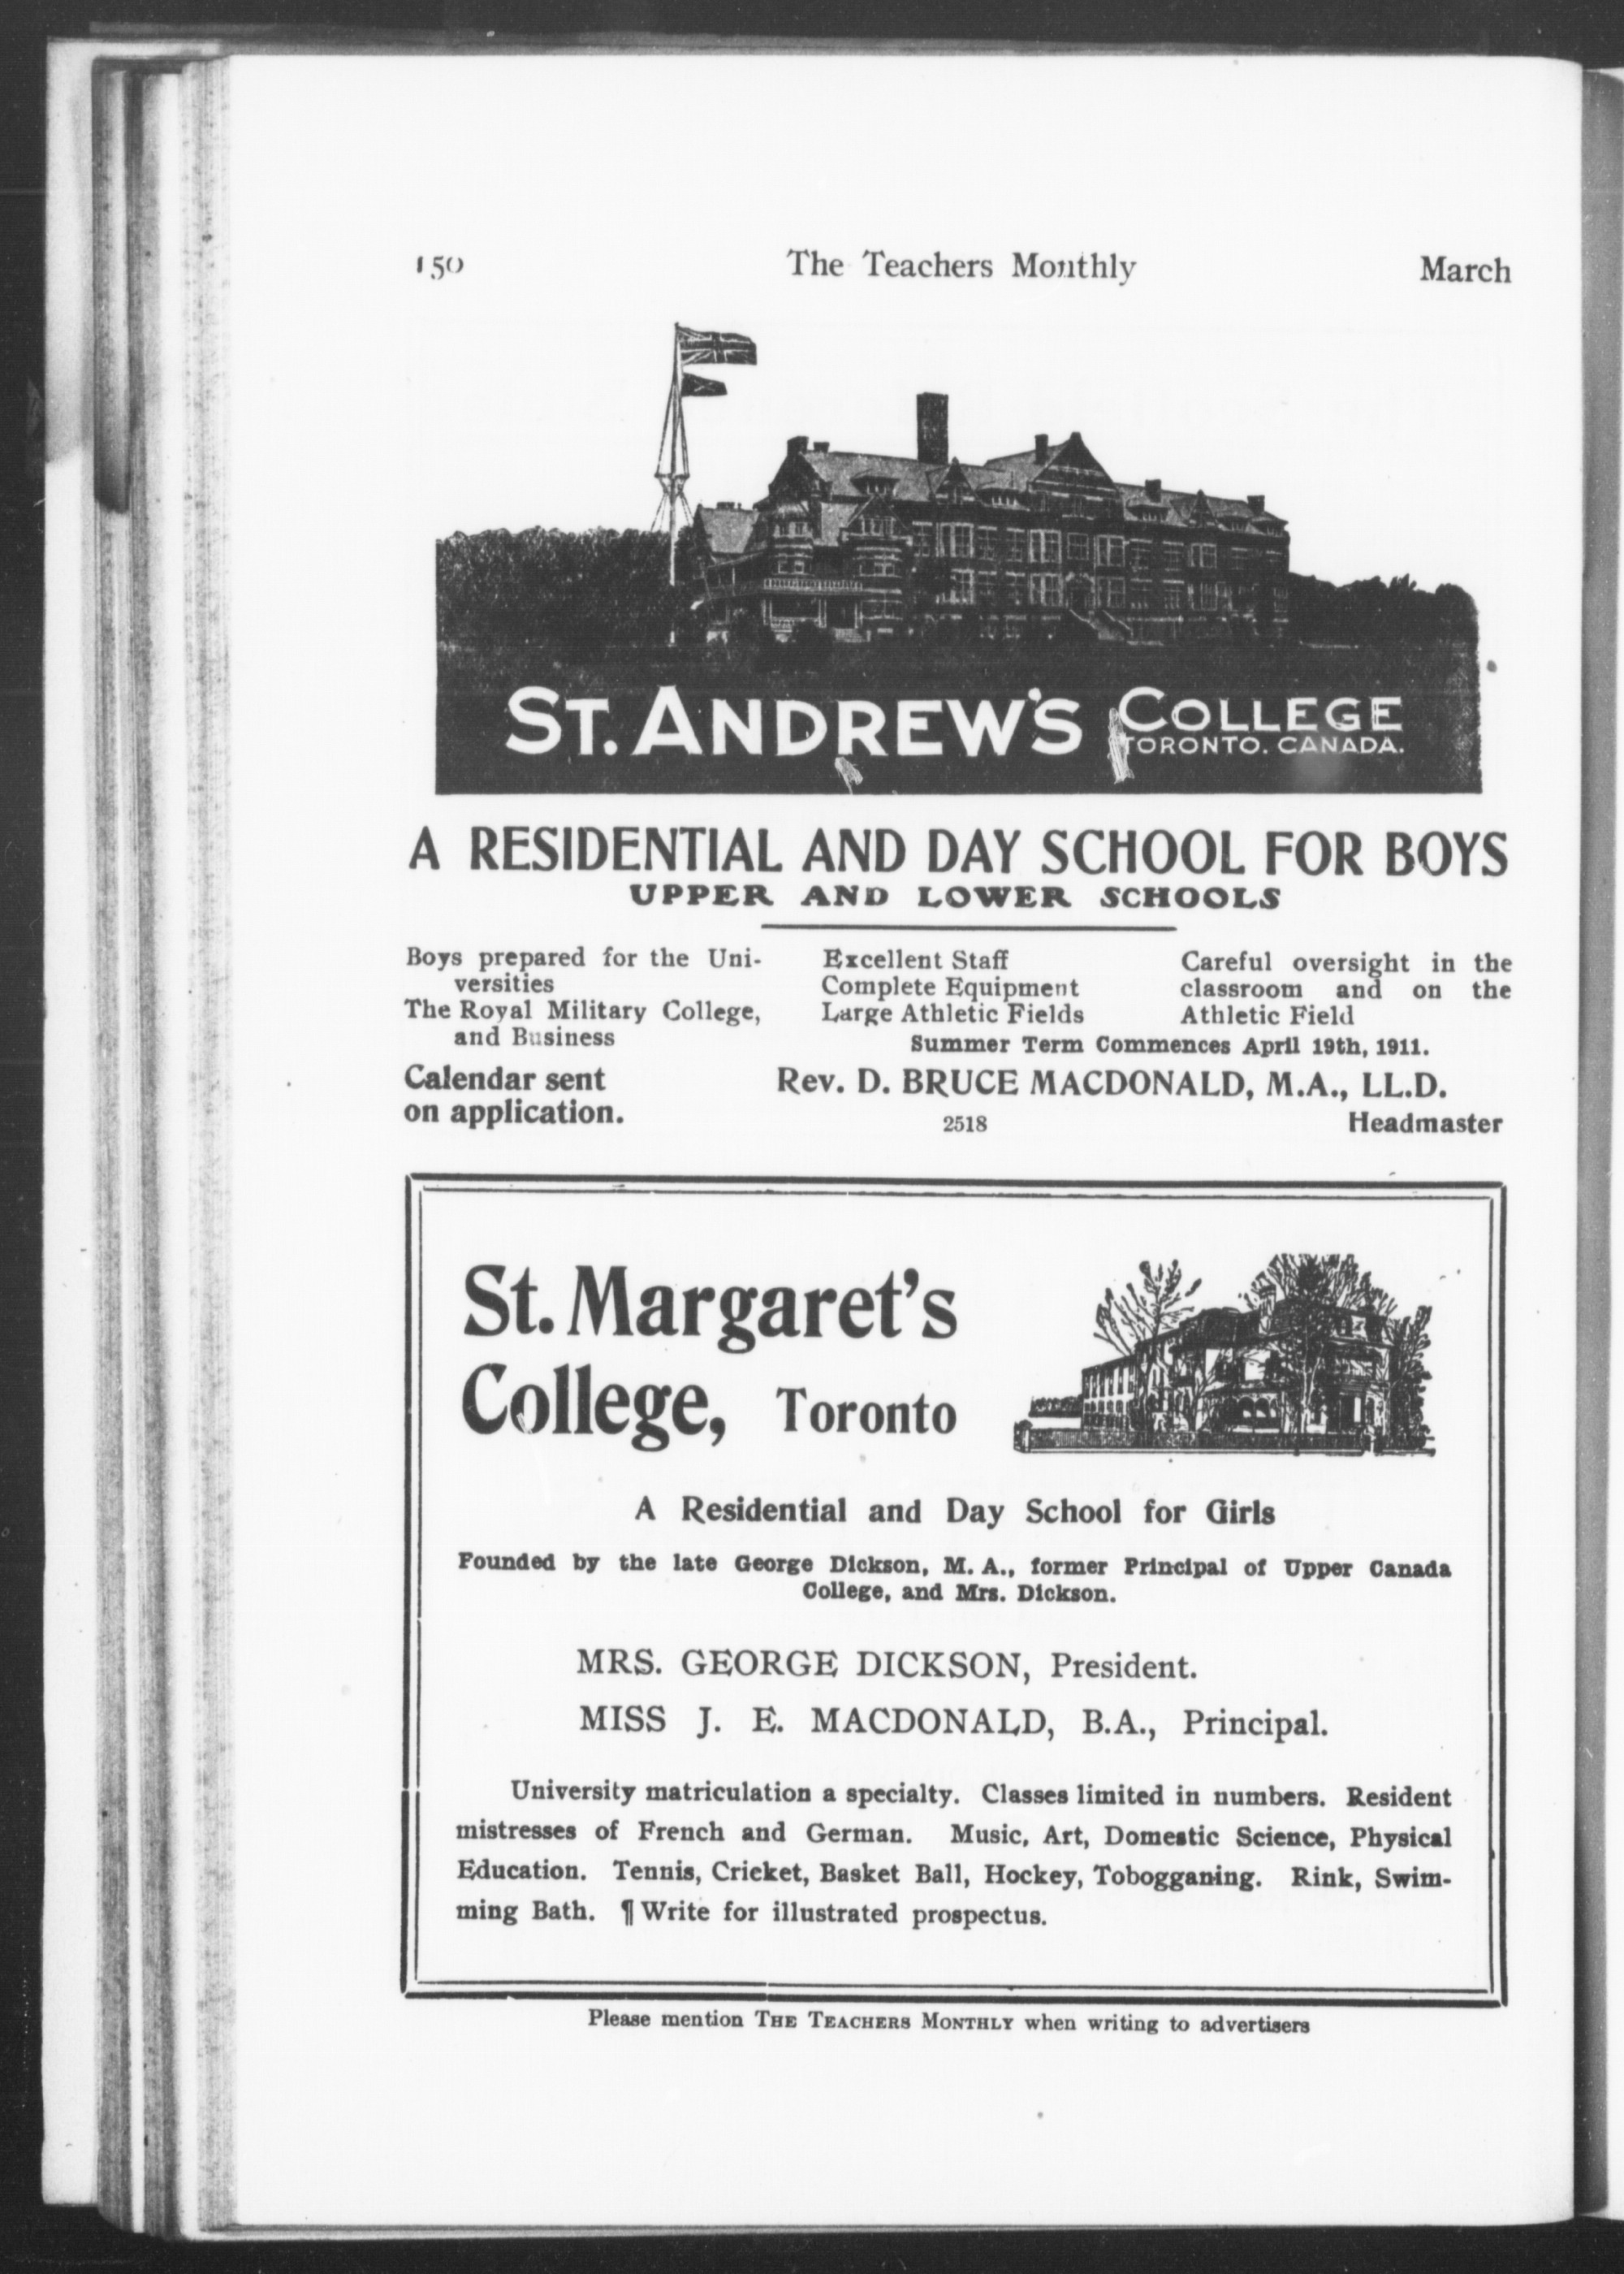 150 The Teachers Monthly March
ST. ANDREW'S COLLEGE
TORONTO. CANADA.
A RESIDENTIAL AND DAY SCHOOL FOR BOYS
UPPER AND LOWER SCHOOLS
Boys prepared for the Uni-
versities
The Royal Military College,
and Business
Excellent Staff
Complete Equipment
Large Athletic Fields
Careful oversight in the
classroom and on the
Athletic Field
Summer Term Commences April 19th, 1911.
Calendar sent
on application.
Rev. D. BRUCE MACDONALD, M.A., LL.D.
2518 Headmaster
St. Margaret's
College, Toronto
A Residential and Day School for Girls
Founded by the late George Dickson, M. A., former Principal of Upper Canada
College, and Mrs. Dickson.
MRS. GEORGE DICKSON, President.
MISS J. E. MACDONALD, B.A., Principal.
University matriculation a specialty. Classes limited in numbers. Resident
mistresses of French and German. Music, Art, Domestic Science, Physical
Education. Tennis, Cricket, Basket Ball, Hockey, Tobogganing. Rink, Swim-
ming Bath. ¶ Write for illustrated prospectus.
Please mention THE TEACHERS MONTHLY when writing to advertisers